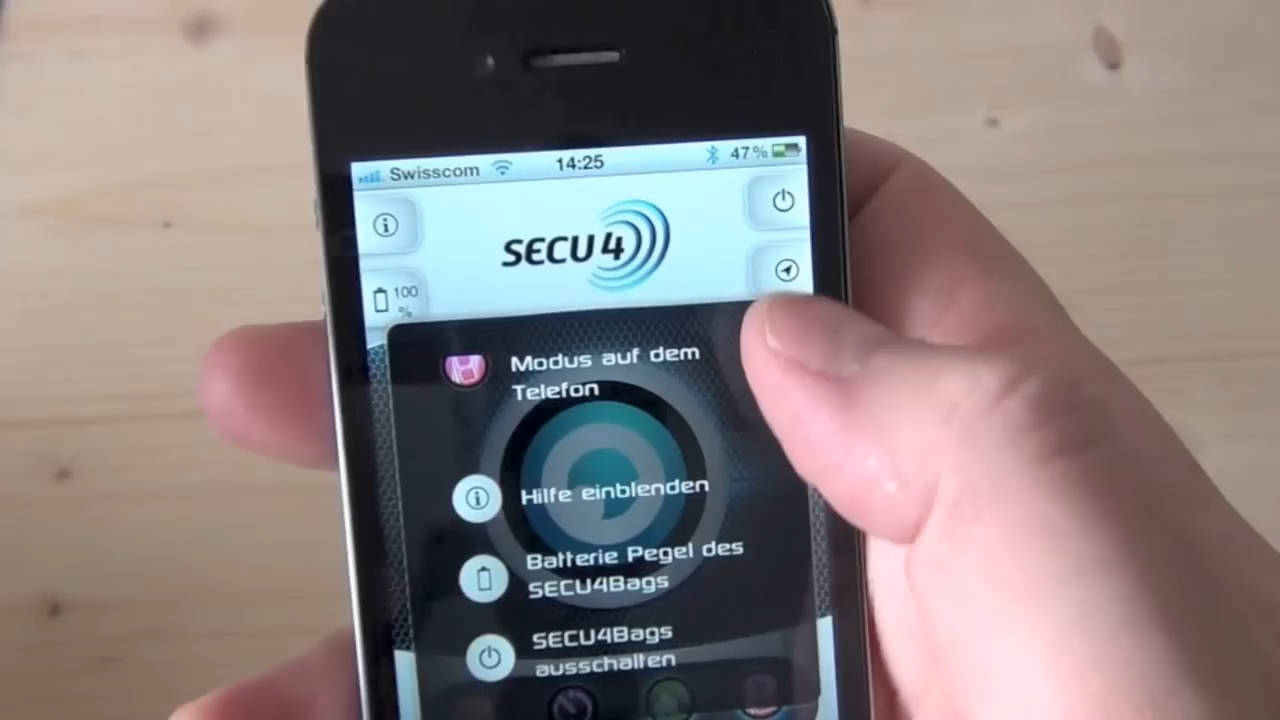 Swisscom 14:25 47%
SECU4
100
%
Modus auf dem
Telefon
Hilfe einblenden
Batterie Pegel des
SECU4Bags
SECU4Bags
ausschalten